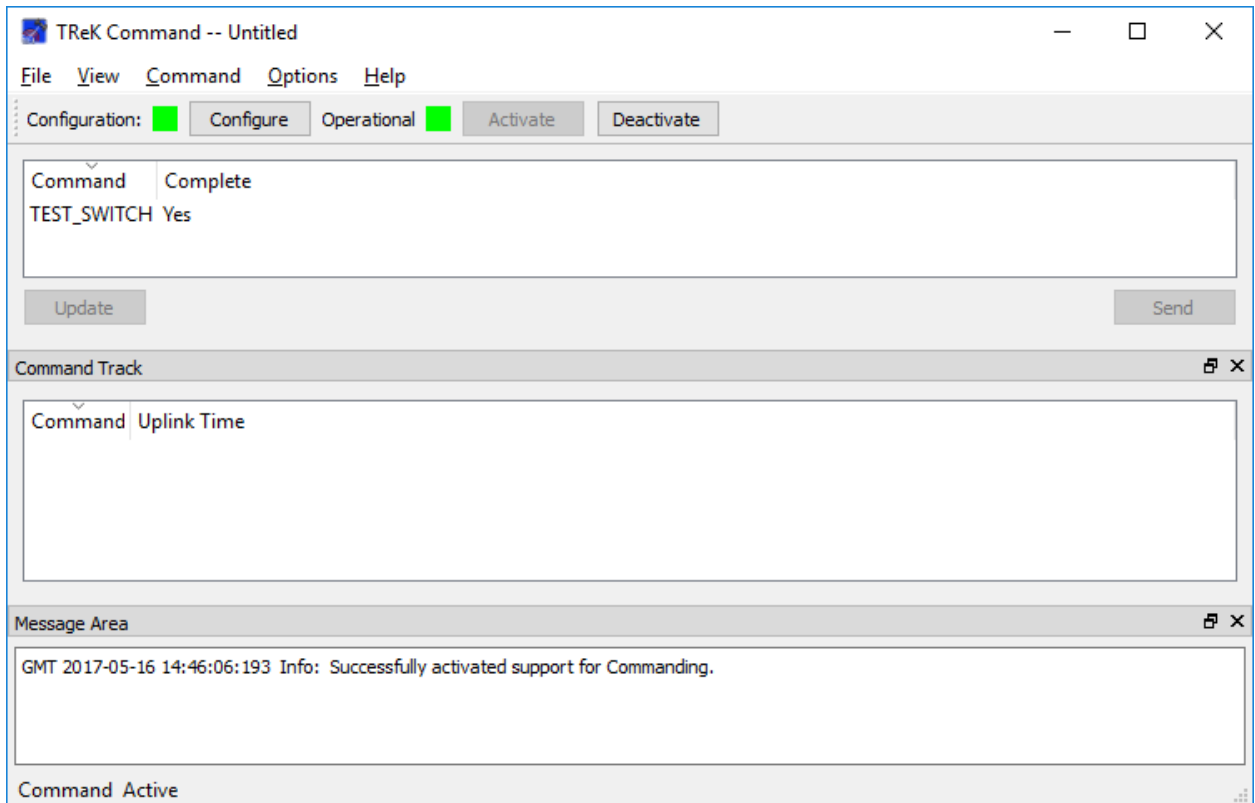 TReK Command -- Untitled
File View Command Options Help
Configuration: Configure Operational Activate Deactivate
Command Complete
TEST_SWITCH Yes
Update Send
Command Track
Command Uplink Time
Message Area
GMT 2017-05-16 14:46:06:193 Info: Successfully activated support for Commanding.
Command Active